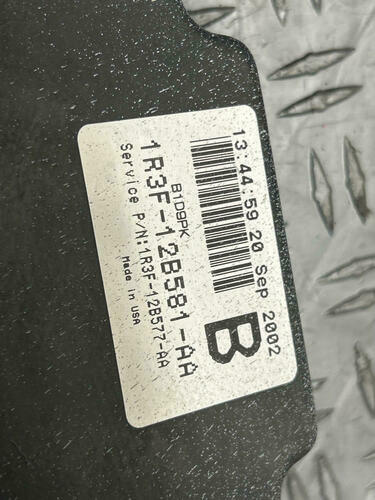 13:44:59 20 Sep 2002
B
B1D9PK
1R3F-12B581-AA
Service P/N:1R3F-12B577-AA
Made in USA